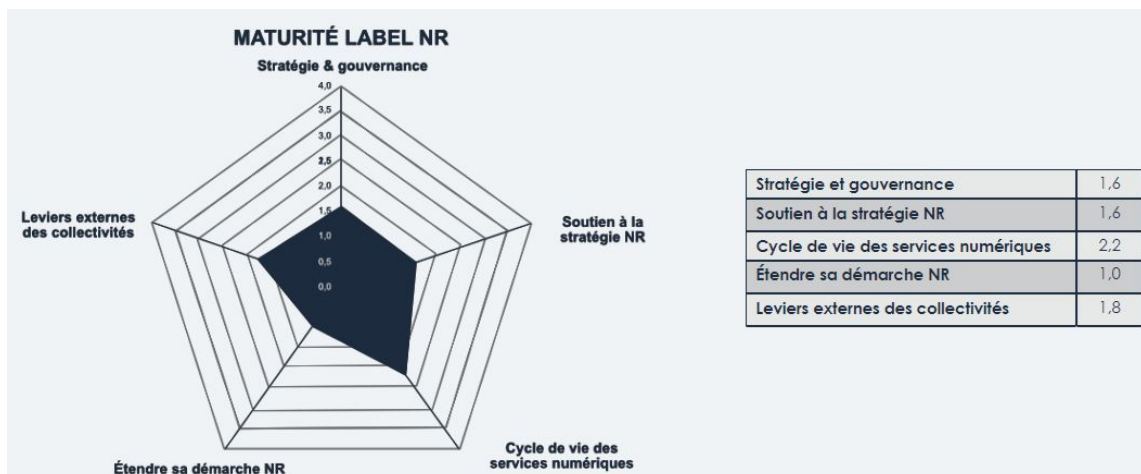 MATURITÉ LABEL NR
Stratégie & gouvernance
4,0
3,5
3,0
2,5
2,0
1,5
1,0
0,5
0,0
Leviers externes
des collectivités
Soutien à la
stratégie NR
Étendre sa démarche NR
Cycle de vie des
services numériques
Stratégie et gouvernance 1,6
Soutien à la stratégie NR 1,6
Cycle de vie des services numériques 2,2
Étendre sa démarche NR 1,0
Leviers externes des collectivités 1,8